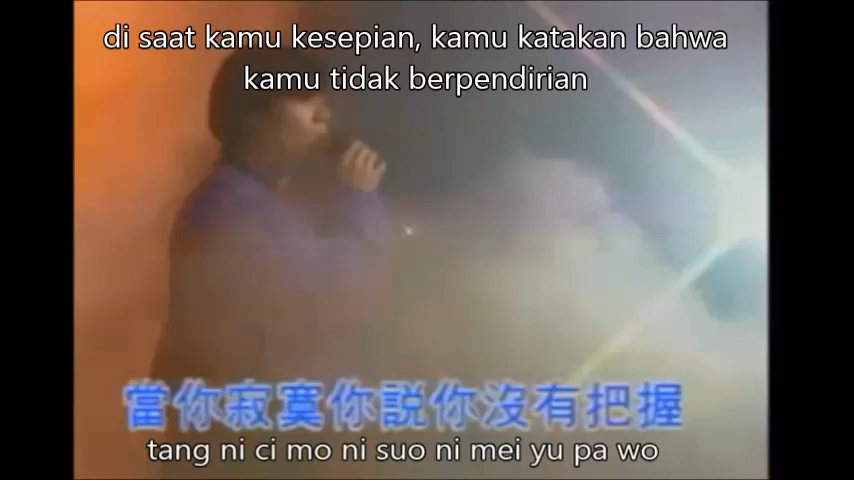 di saat kamu kesepian, kamu katakan bahwa
kamu tidak berpendirian
當你寂寞你説你沒有把握
tang ni ci mo ni suo ni mei yu pa wo